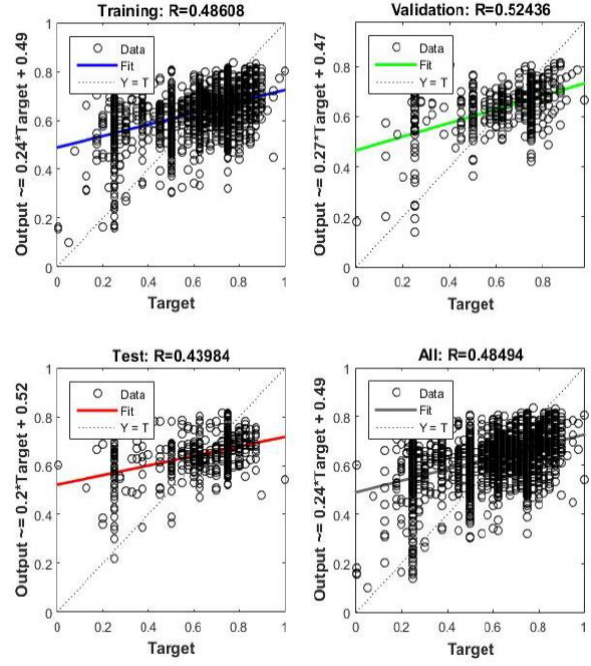 Training: R=0.48608
Output ~= 0.24*Target + 0.49
1
0.8
0.6
0.4
0.2
0
Data
Fit
Y = T
0 0.2 0.4 0.6 0.8 1
Target
Validation: R=0.52436
Output ~= 0.27*Target + 0.47
1
0.8
0.6
0.4
0.2
0
Data
Fit
Y = T
0 0.2 0.4 0.6 0.8
Target
Test: R=0.43984
Output ~= 0.2*Target + 0.52
1
0.8
0.6
0.4
0.2
0
Data
Fit
Y = T
0 0.2 0.4 0.6 0.8 1
Target
All: R=0.48494
Output ~= 0.24*Target + 0.49
1
0.8
0.6
0.4
0.2
0
Data
Fit
Y = T
0 0.2 0.4 0.6 0.8 1
Target